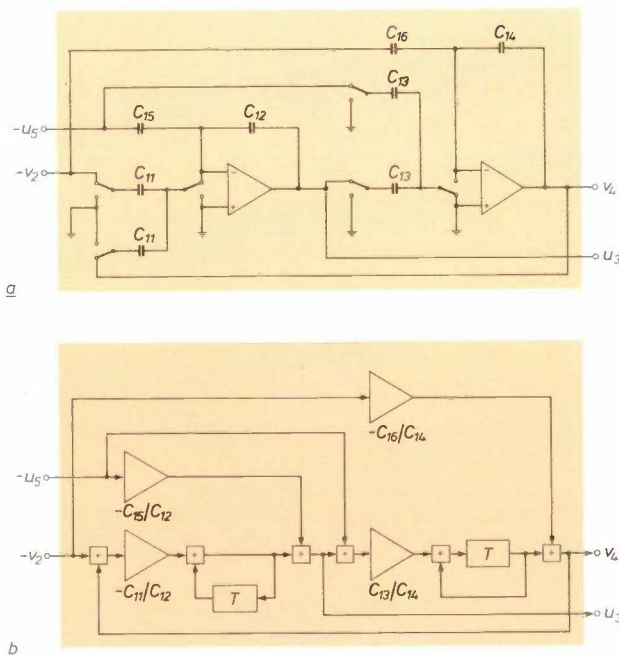 C16
C14
C13
-u5
C15
C12
-v2
C11
C13
v4
C11
u3
a
-C16/C14
-u5
-C15/C12
-v2
+
+
+
+
+
T
+
v4
-C11/C12
T
C13/C14
u3
b